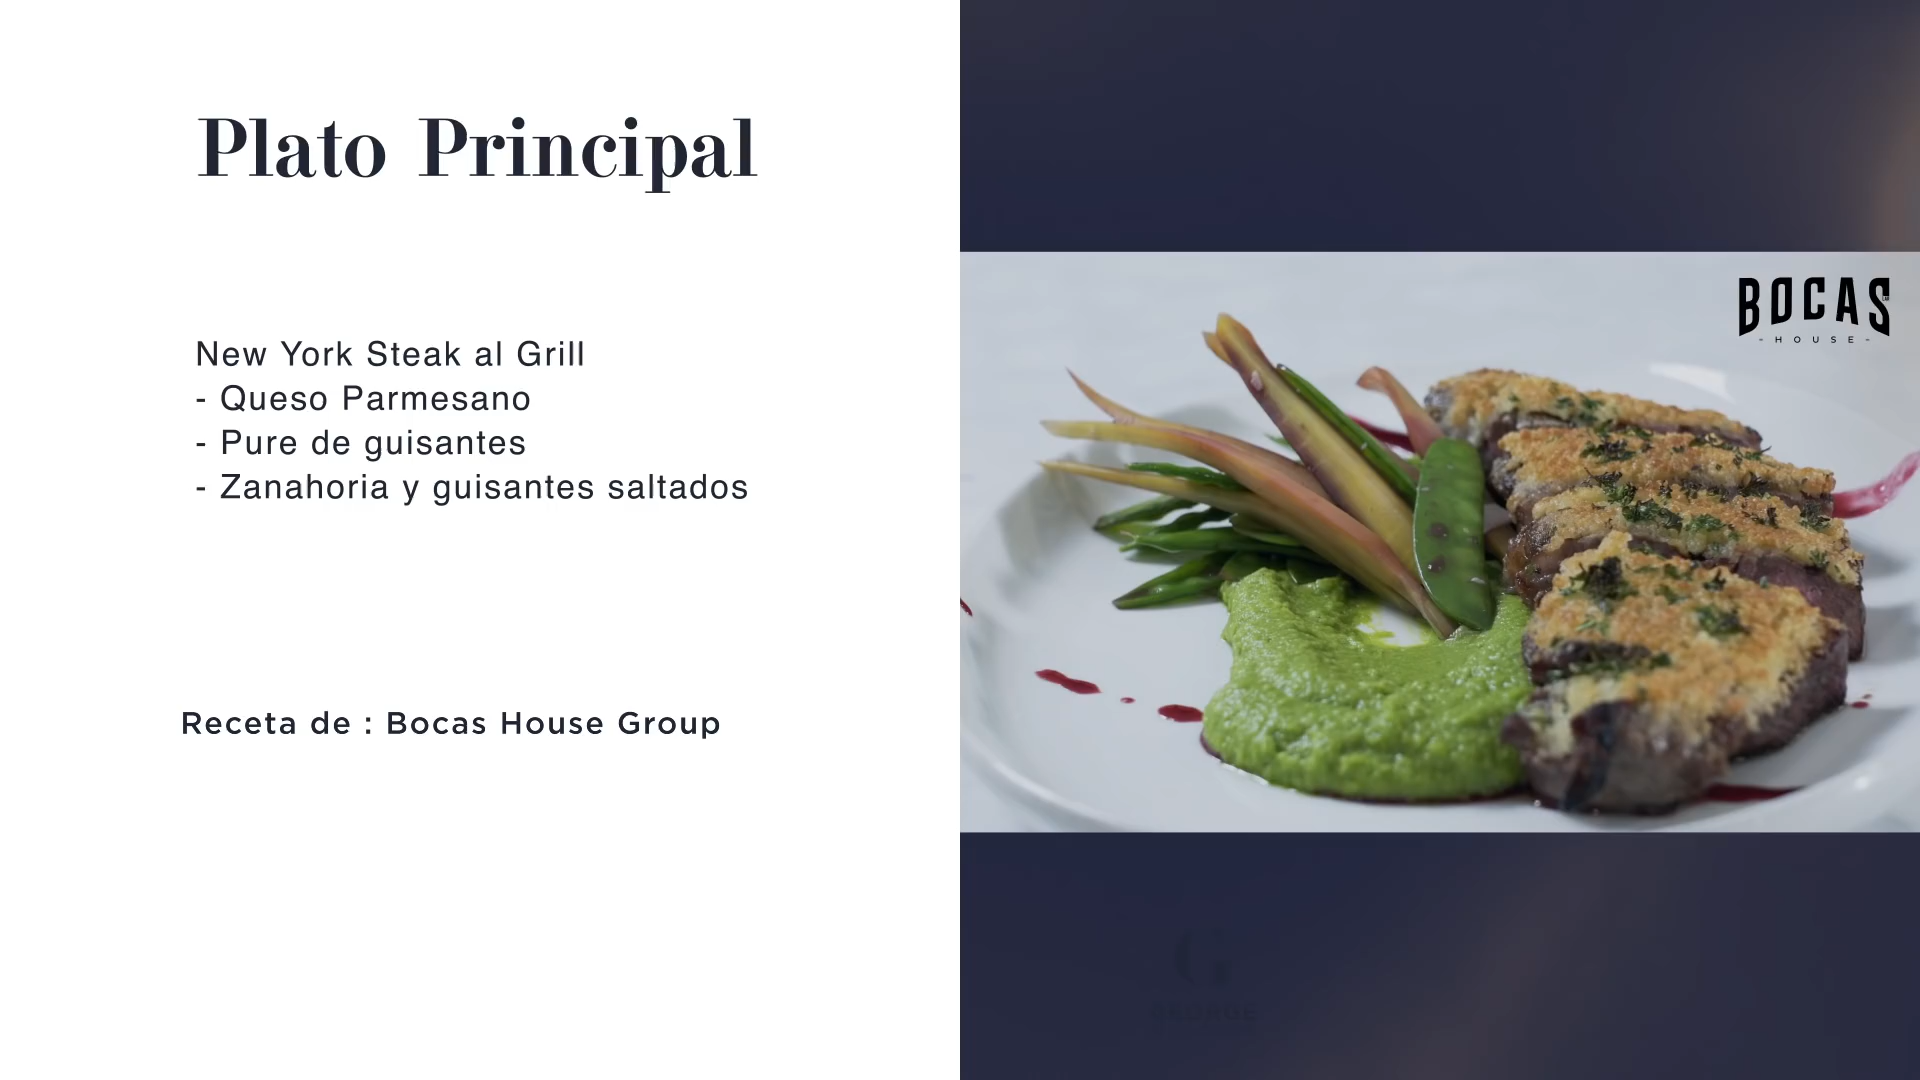 Plato Principal
New York Steak al Grill
- Queso Parmesano
- Pure de guisantes
- Zanahoria y guisantes saltados
Receta de : Bocas House Group
BOCAS
- HOUSE -